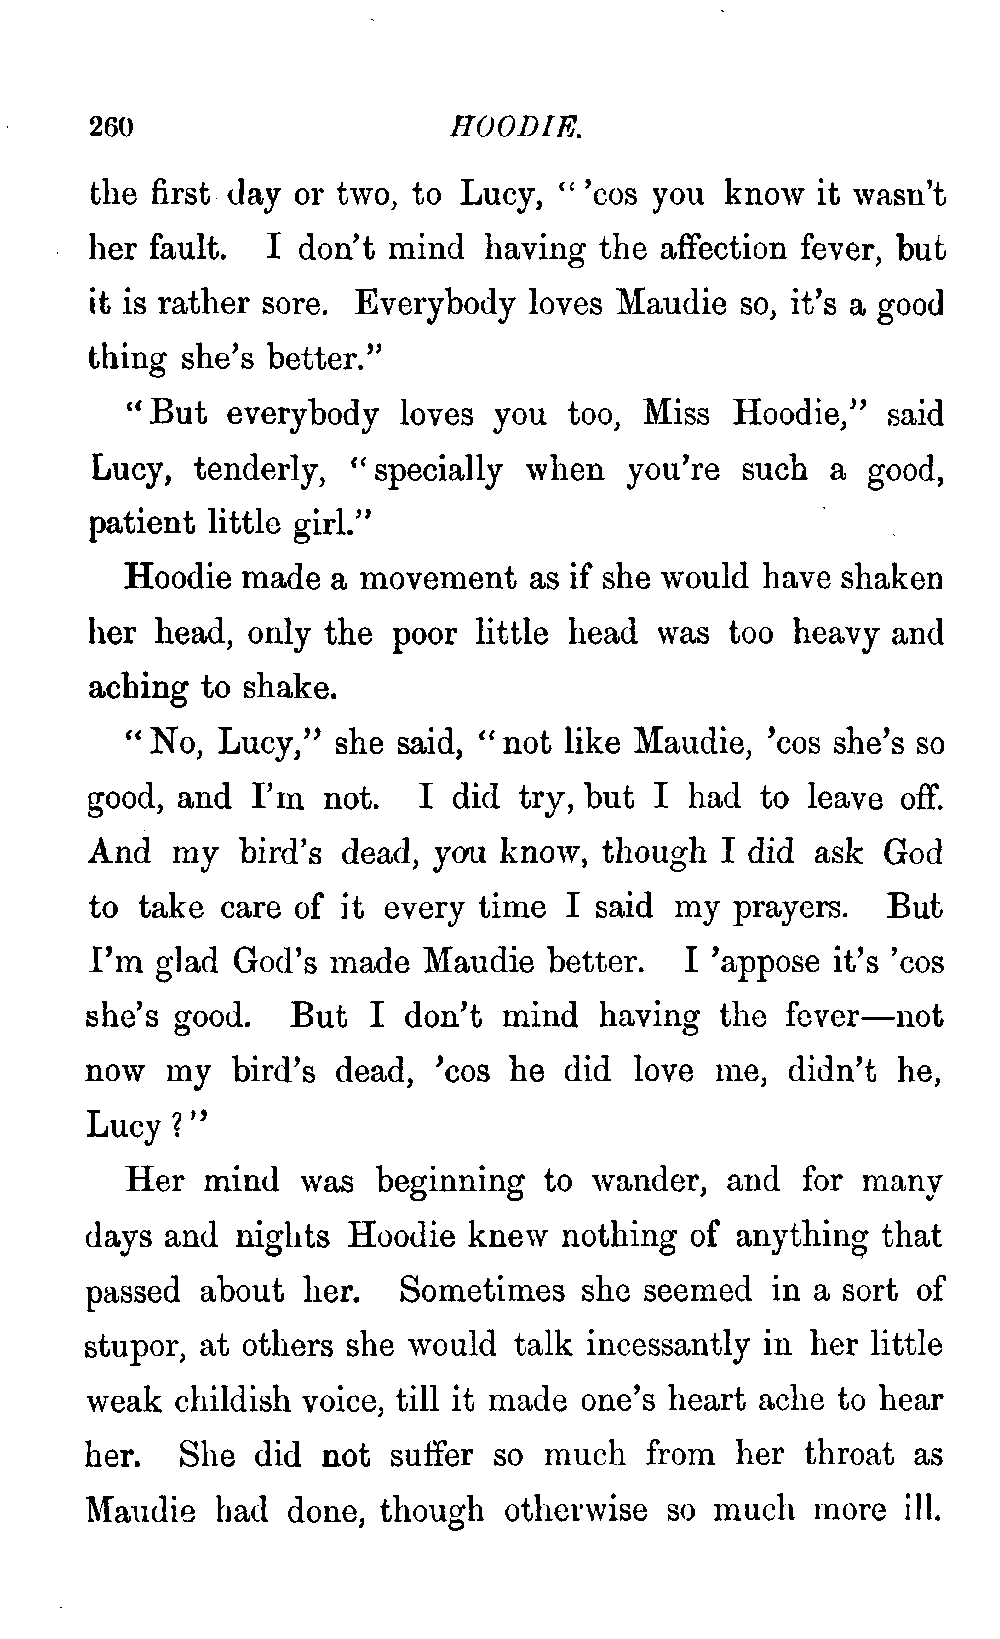 260 HOODIE.
the first day or two, to Lucy, “ ’cos you know it wasn’t
her fault. I don’t mind having the affection fever, but
it is rather sore. Everybody loves Maudie so, it’s a good
thing she’s better.”
“But everybody loves you too, Miss Hoodie,” said
Lucy, tenderly, “specially when you’re such a good,
patient little girl.”
Hoodie made a movement as if she would have shaken
her head, only the poor little head was too heavy and
aching to shake.
“No, Lucy,” she said, “not like Maudie, ’cos she’s so
good, and I’m not. I did try, but I had to leave off.
And my bird’s dead, you know, though I did ask God
to take care of it every time I said my prayers. But
I’m glad God’s made Maudie better. I ’appose it’s ’cos
she’s good. But I don’t mind having the fever—not
now my bird’s dead, ’cos he did love me, didn’t he,
Lucy?”
Her mind was beginning to wander, and for many
days and nights Hoodie knew nothing of anything that
passed about her. Sometimes she seemed in a sort of
stupor, at others she would talk incessantly in her little
weak childish voice, till it made one’s heart ache to hear
her. She did not suffer so much from her throat as
Maudie had done, though otherwise so much more ill.